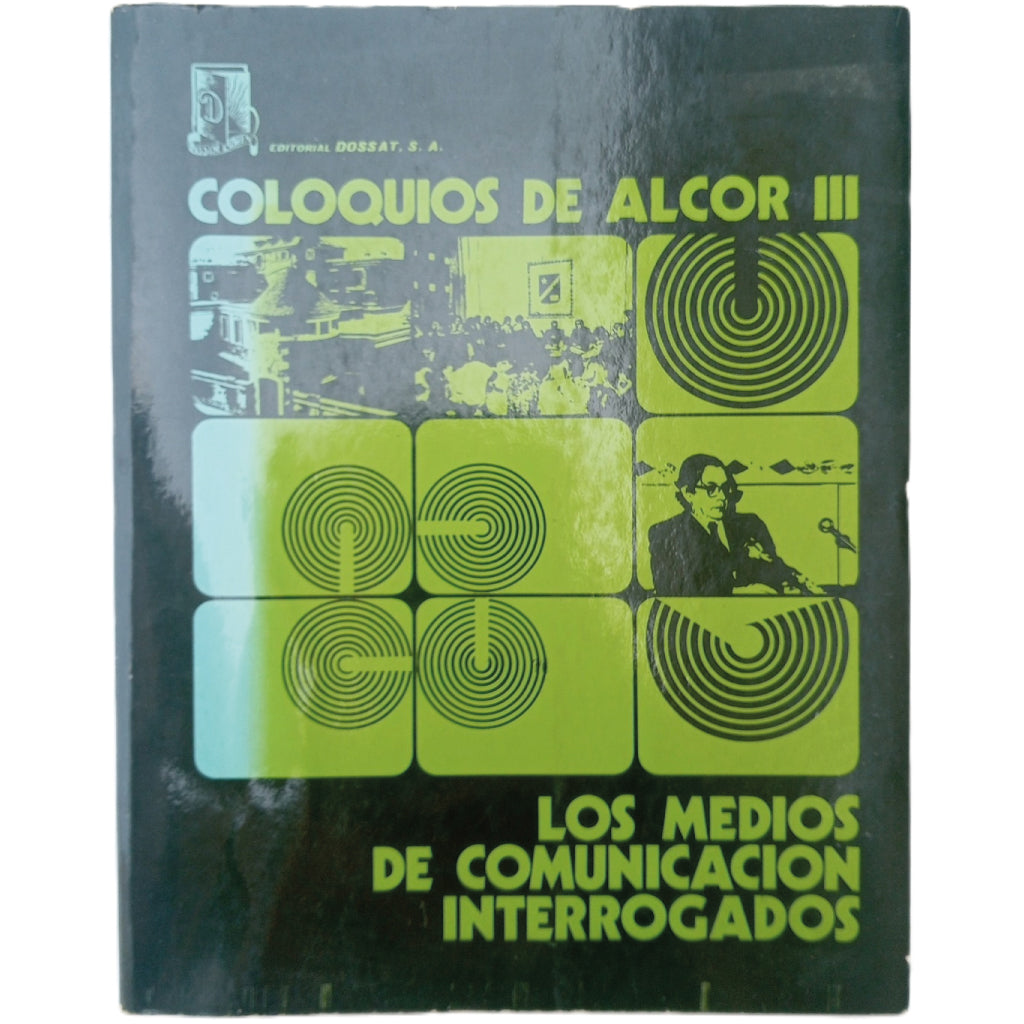 EDITORIAL DOSSAT, S. A.
COLOQUIOS DE ALCOR III
LOS MEDIOS
DE COMUNICACION
INTERROGADOS